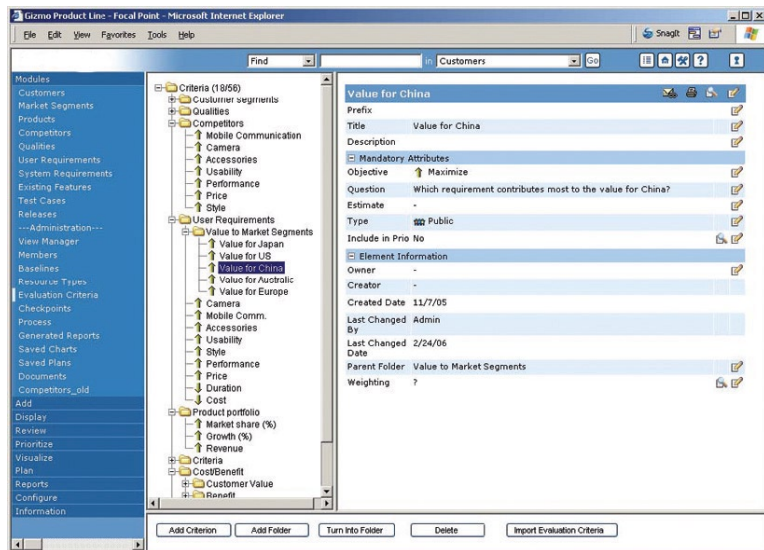 Gizmo Product Line - Focal Point - Microsoft Internet Explorer
File Edit View Favorites Tools Help
SnagIt
Find in Customers Go
Modules
Customers
Market Segments
Products
Competitors
Qualities
User Requirements
System Requirements
Existing Features
Test Cases
Releases
---Administration---
View Manager
Members
Baselines
Resource Types
Evaluation Criteria
Checkpoints
Process
Generated Reports
Saved Charts
Saved Plans
Documents
Competitors_old
Add
Display
Review
Prioritize
Visualize
Plan
Reports
Configure
Information
Criteria (18/56)
Customer segments
Qualities
Competitors
Mobile Communication
Camera
Accessories
Usability
Performance
Price
Style
User Requirements
Value to Market Segments
Value for Japan
Value for US
Value for China
Value for Australic
Value for Europe
Camera
Mobile Comm.
Accessories
Usability
Style
Performance
Price
Duration
Cost
Product portfolio
Market share (%)
Growth (%)
Revenue
Criteria
Cost/Benefit
Customer Value
Benefit
Value for China
Prefix
Title Value for China
Description
Mandatory Attributes
Objective Maximize
Question Which requirement contributes most to the value for China?
Estimate -
Type Public
Include in Prio No
Element Information
Owner -
Creator -
Created Date 11/7/05
Last Changed By Admin
Last Changed Date 2/24/06
Parent Folder Value to Market Segments
Weighting ?
Add Criterion Add Folder Turn Into Folder Delete Import Evaluation Criteria